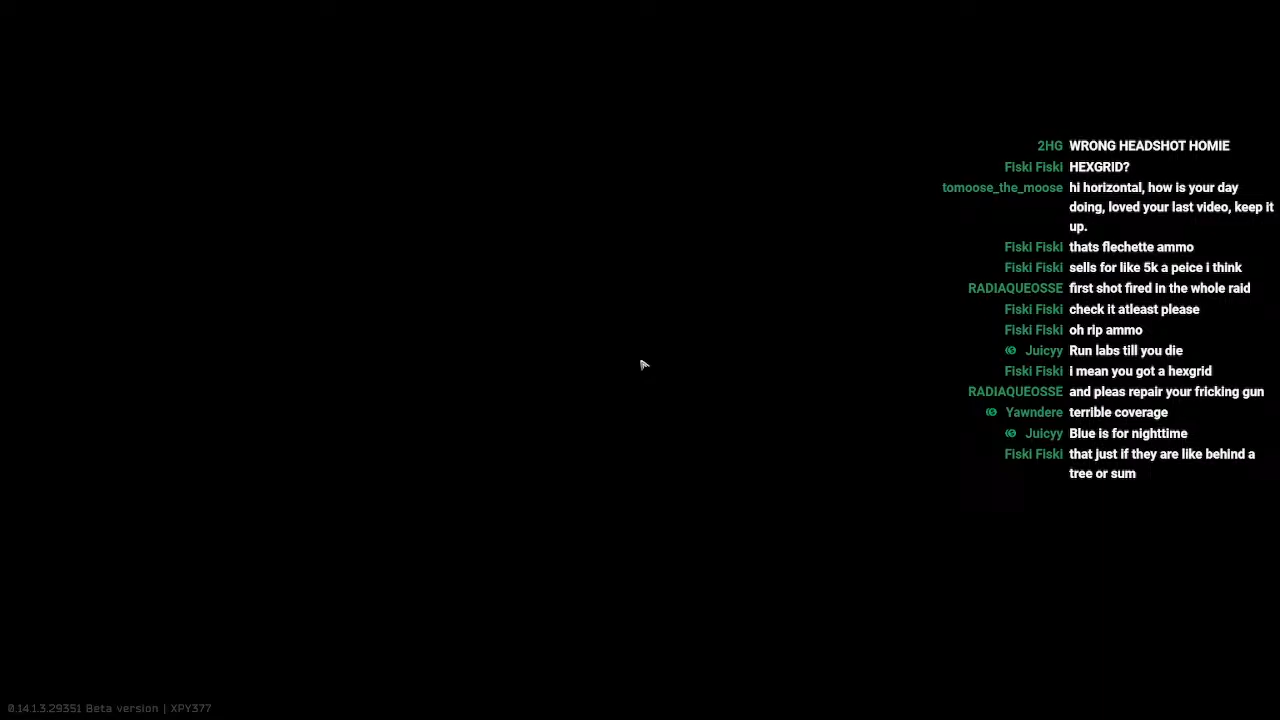 2HG WRONG HEADSHOT HOMIE
Fiski Fiski HEXGRID?
tomoose_the_moose hi horizontal, how is your day
doing, loved your last video, keep it
up.
Fiski Fiski thats flechette ammo
Fiski Fiski sells for like 5k a peice i think
RADIAQUEOSSE first shot fired in the whole raid
Fiski Fiski check it atleast please
Fiski Fiski oh rip ammo
Juicyy Run labs till you die
Fiski Fiski i mean you got a hexgrid
RADIAQUEOSSE and pleas repair your fricking gun
Yawndere terrible coverage
Juicyy Blue is for nighttime
Fiski Fiski that just if they are like behind a
tree or sum
0.14.1.3.29351 Beta version | XPY377